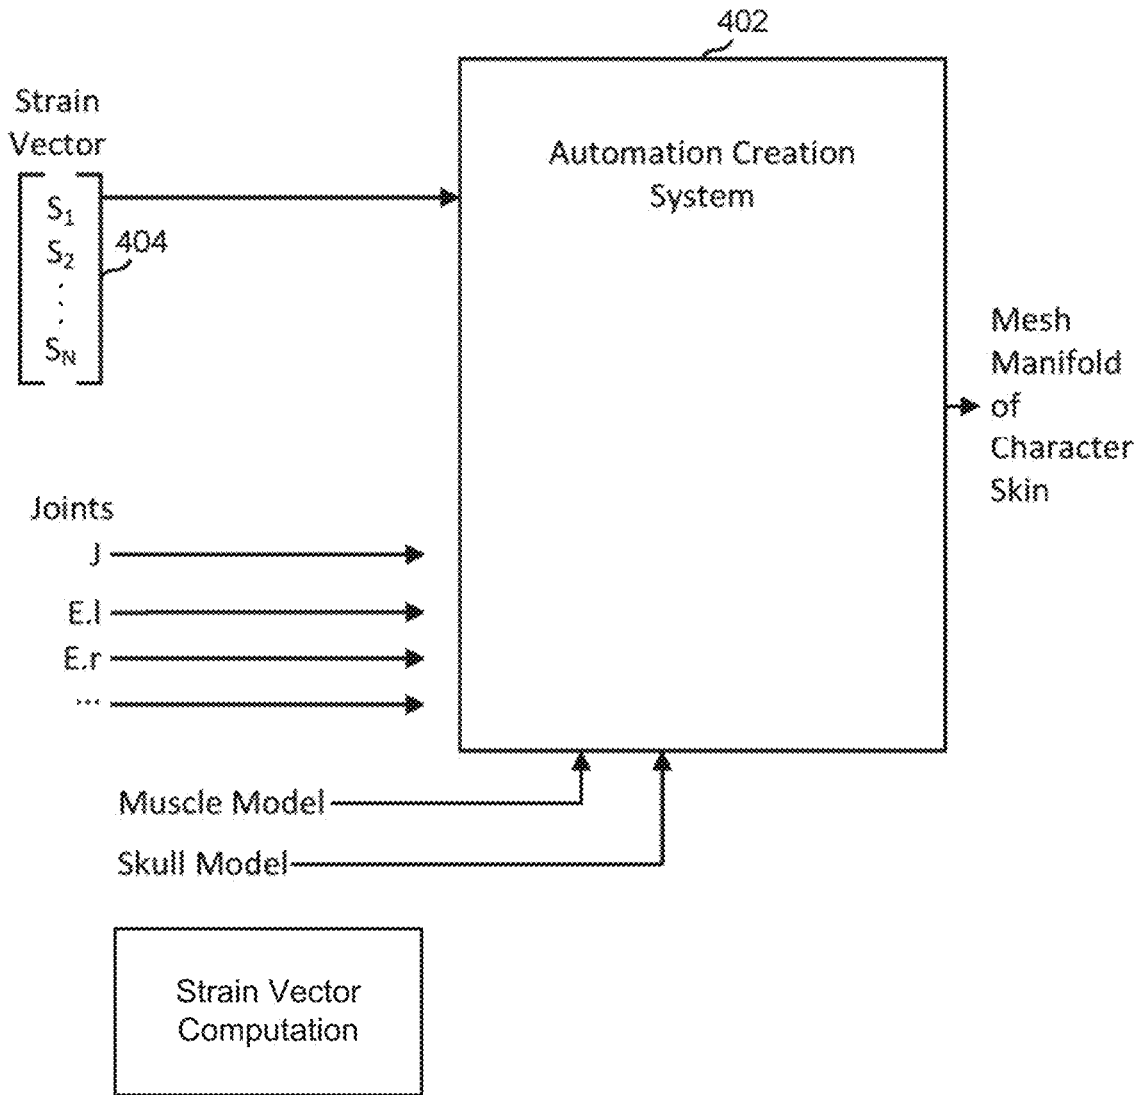 402
Strain
Vector
Automation Creation
System
S1
S2
404
.
.
.
SN
Mesh
Manifold
of
Character
Skin
Joints
J
E.l
E.r
...
Muscle Model
Skull Model
Strain Vector
Computation